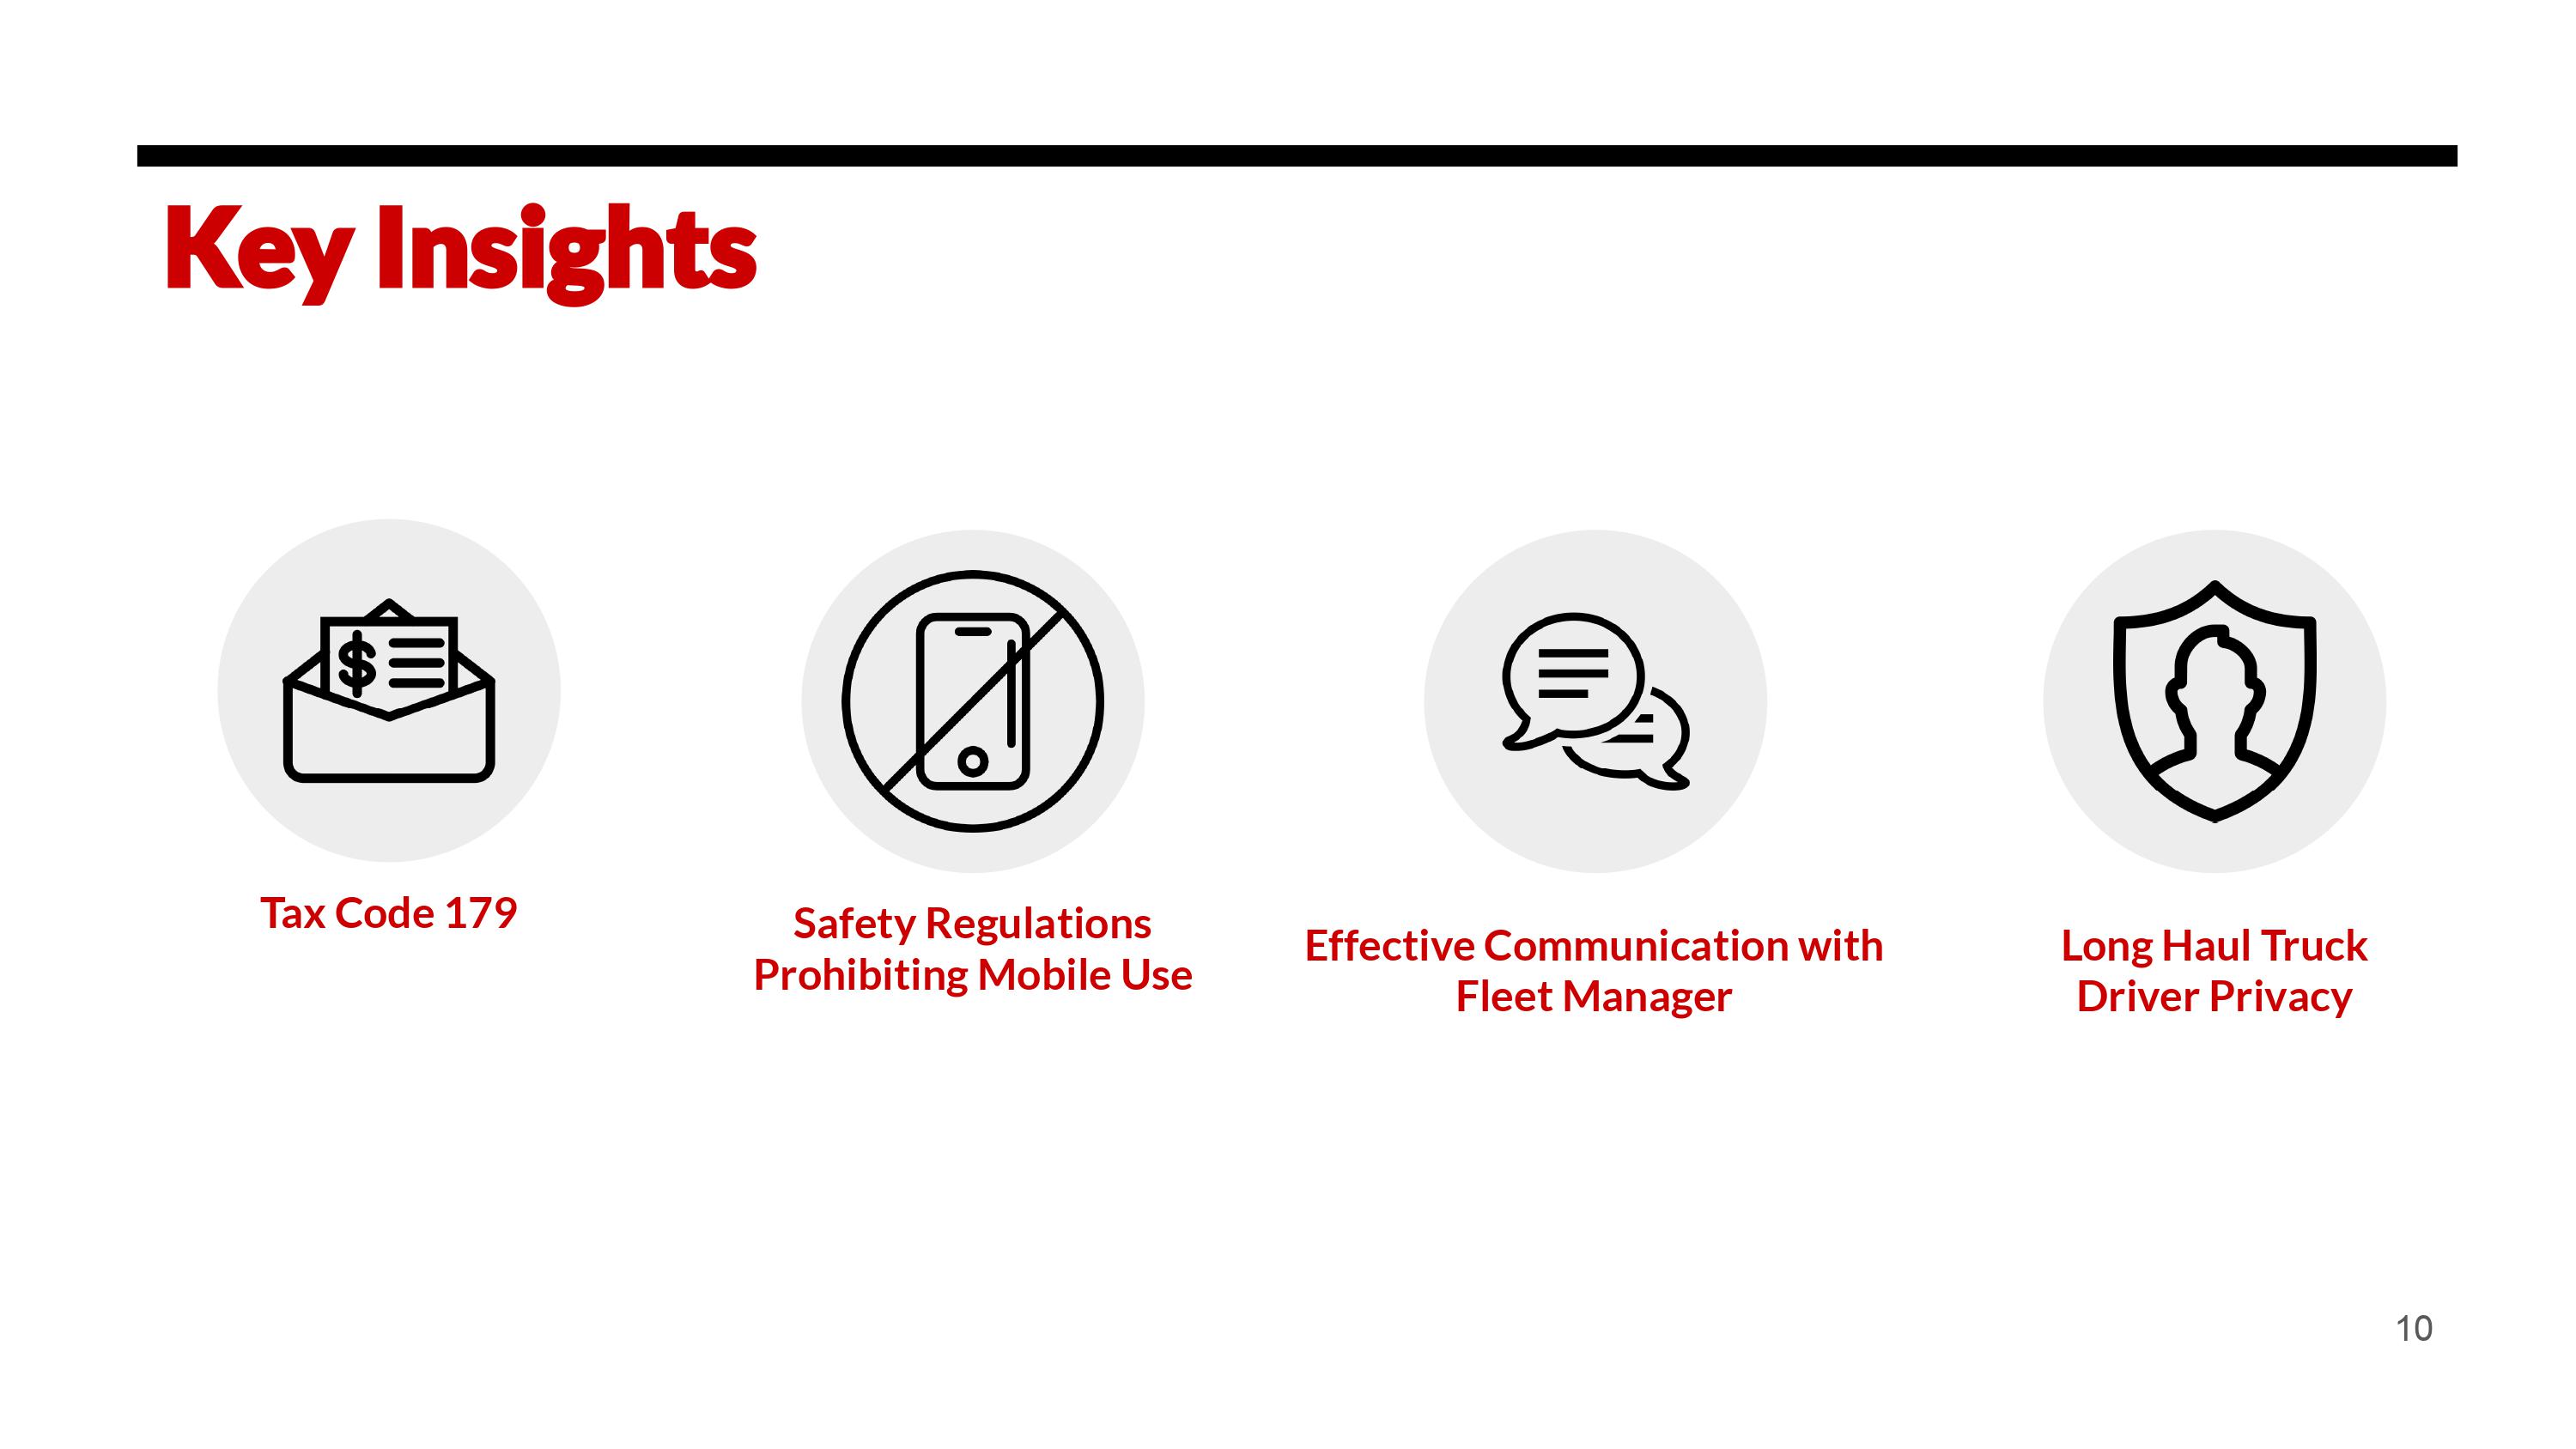 Key Insights
$
Tax Code 179
Safety Regulations
Prohibiting Mobile Use
Effective Communication with
Fleet Manager
Long Haul Truck
Driver Privacy
10